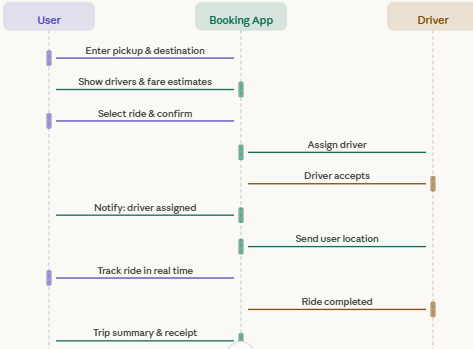 User
Booking App
Driver
Enter pickup & destination
Show drivers & fare estimates
Select ride & confirm
Assign driver
Driver accepts
Notify: driver assigned
Send user location
Track ride in real time
Ride completed
Trip summary & receipt